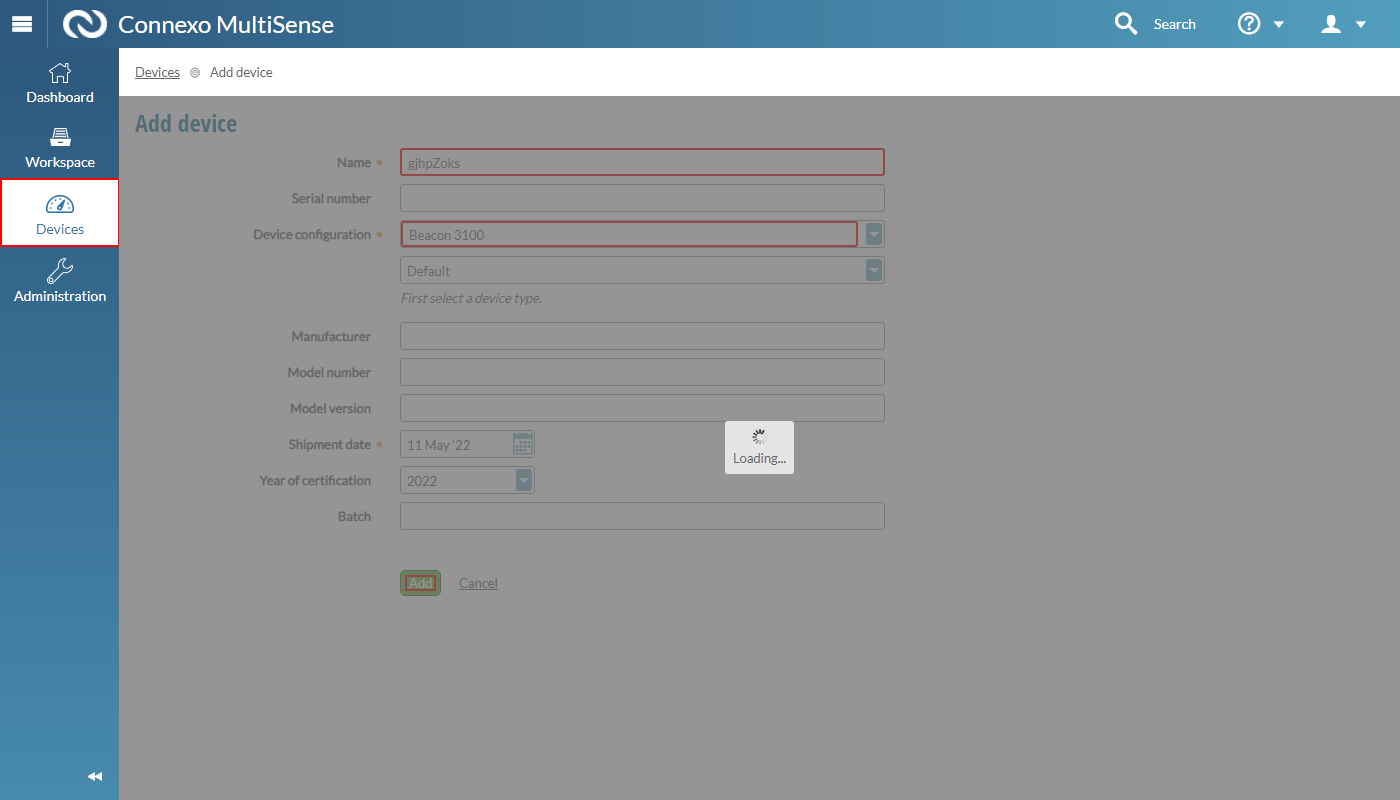 Connexo MultiSense
Search
Dashboard
Workspace
Devices
Administration
Devices Add device
Add device
Name * gjhpZoks
Serial number
Device configuration * Beacon 3100
Default
First select a device type.
Manufacturer
Model number
Model version
Shipment date * 11 May '22
Year of certification 2022
Batch
Loading...
Add Cancel